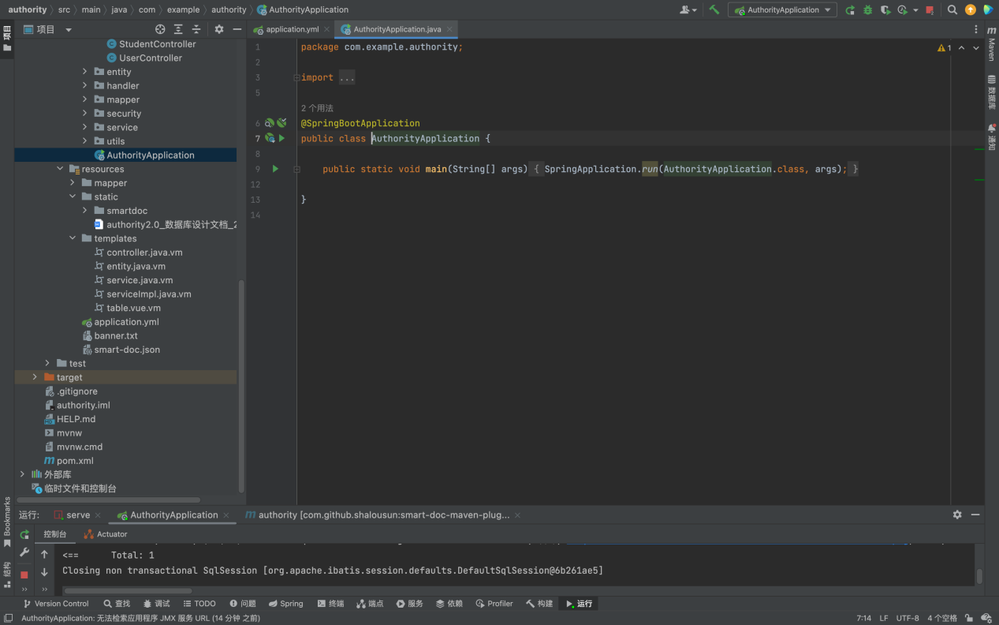 authority src main java com example authority AuthorityApplication
AuthorityApplication
项目
项目
application.yml
AuthorityApplication.java
StudentController
UserController
entity
handler
mapper
security
service
utils
AuthorityApplication
resources
mapper
static
smartdoc
authority2.0_数据库设计文档_2
templates
controller.java.vm
entity.java.vm
service.java.vm
serviceImpl.java.vm
table.vue.vm
application.yml
banner.txt
smart-doc.json
test
target
.gitignore
authority.iml
HELP.md
mvnw
mvnw.cmd
pom.xml
外部库
临时文件和控制台
1 package com.example.authority;
2
3 import ...
5
2 个用法
6 @SpringBootApplication
7 public class AuthorityApplication {
8
9 public static void main(String[] args) { SpringApplication.run(AuthorityApplication.class, args); }
12
13 }
14
1
Maven
数据库
通知
Bookmarks
结构
运行: serve AuthorityApplication authority [com.github.shalousun:smart-doc-maven-plug...
控制台 Actuator
<== Total: 1
Closing non transactional SqlSession [org.apache.ibatis.session.defaults.DefaultSqlSession@6b261ae5]
Version Control 查找 调试 TODO 问题 Spring 终端 端点 服务 依赖 Profiler 构建 运行
AuthorityApplication: 无法检索应用程序 JMX 服务 URL (14 分钟 之前) 7:14 LF UTF-8 4 个空格